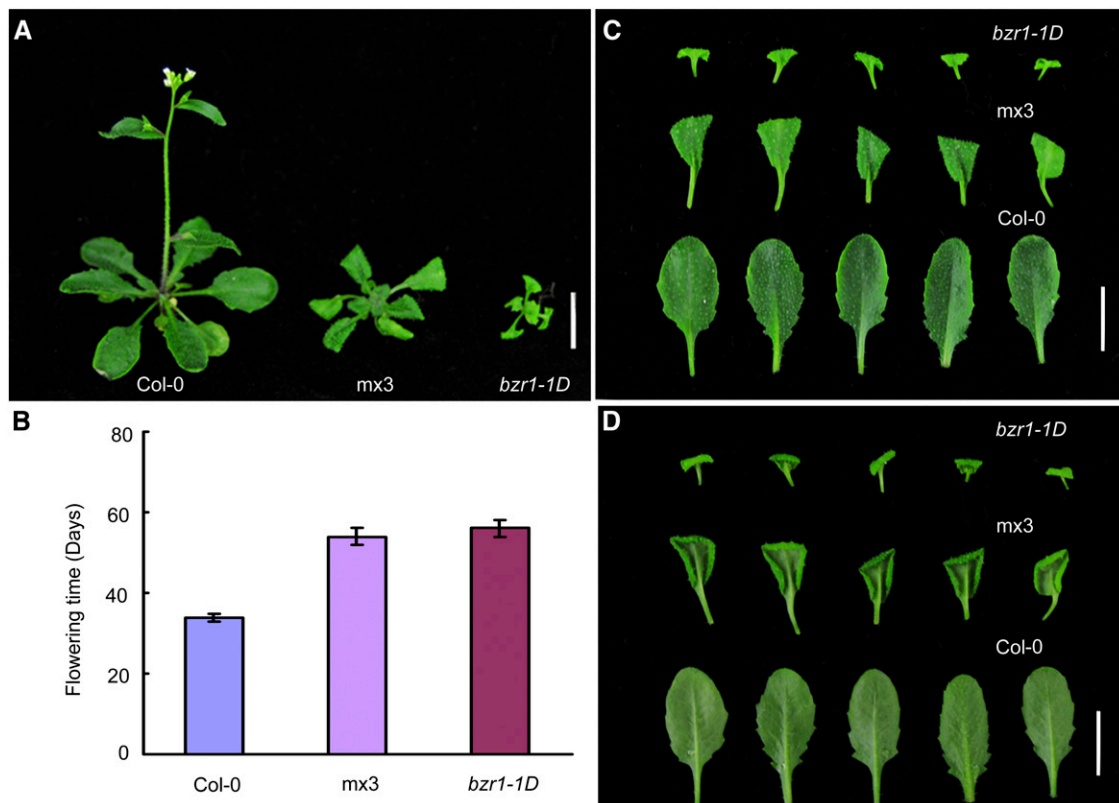 A
Col-0
mx3
bzr1-1D
B
80
60
40
20
0
Flowering time (Days)
Col-0
mx3
bzr1-1D
C
bzr1-1D
mx3
Col-0
D
bzr1-1D
mx3
Col-0